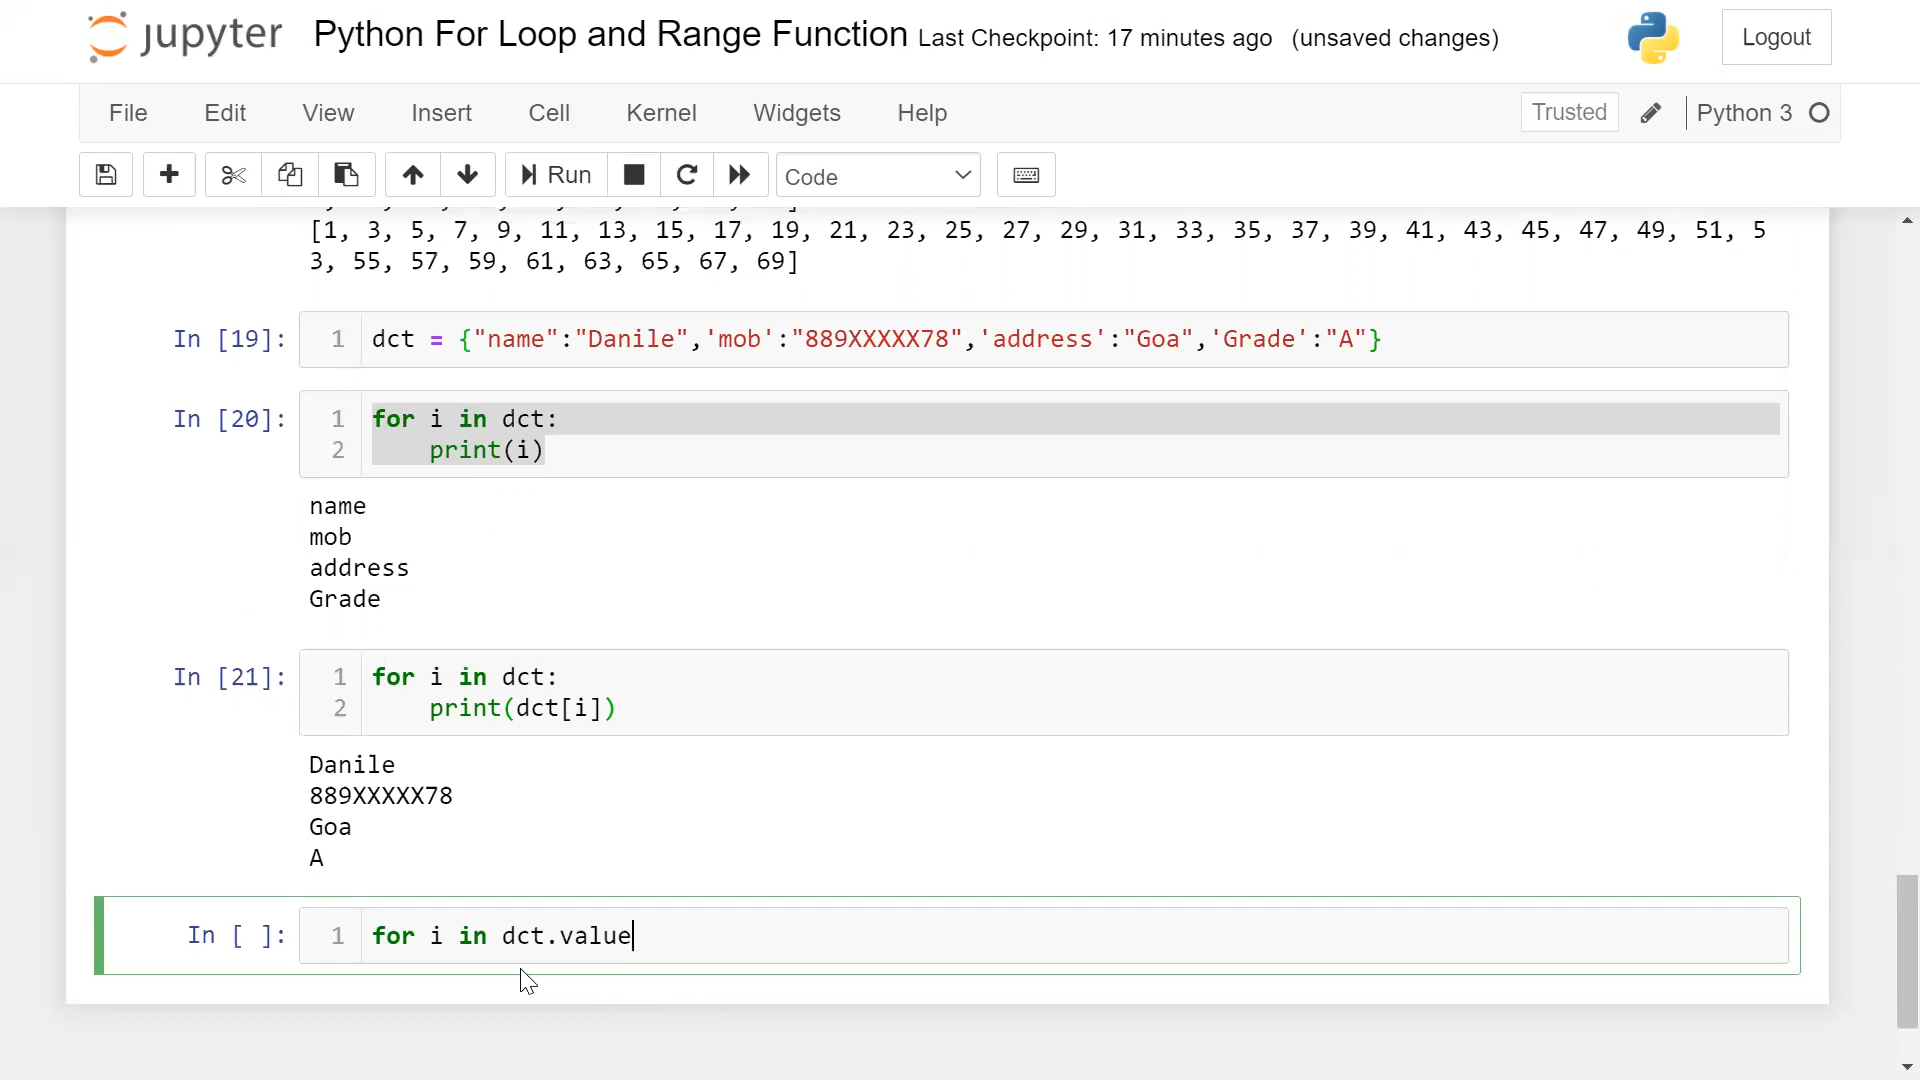 jupyter Python For Loop and Range Function Last Checkpoint: 17 minutes ago (unsaved changes) Logout
File Edit View Insert Cell Kernel Widgets Help Trusted Python 3
Run Code
[1, 3, 5, 7, 9, 11, 13, 15, 17, 19, 21, 23, 25, 27, 29, 31, 33, 35, 37, 39, 41, 43, 45, 47, 49, 51, 5
3, 55, 57, 59, 61, 63, 65, 67, 69]
In [19]: 1 dct = {"name":"Danile",'mob':"889XXXXX78",'address':"Goa",'Grade':"A"}
In [20]: 1 for i in dct:
2 print(i)
name
mob
address
Grade
In [21]: 1 for i in dct:
2 print(dct[i])
Danile
889XXXXX78
Goa
A
In [ ]: 1 for i in dct.value